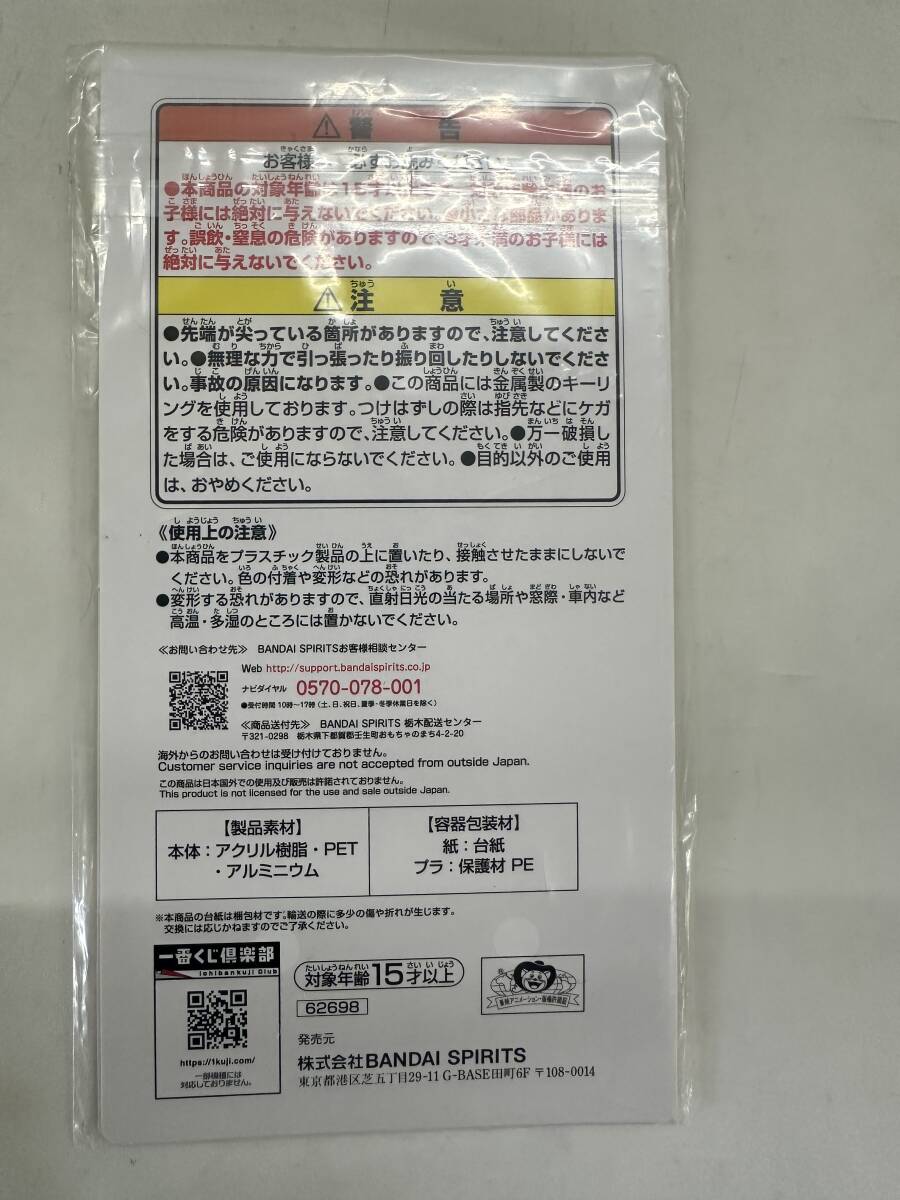 ⚠警告
お客様へ 必ずお読みください。
●本商品の対象年齢は15才以上です。対象年齢未満のお
子様には絶対に与えないでください。●小さな部品がありま
す。誤飲・窒息の危険がありますので、3才未満のお子様には
絶対に与えないでください。
⚠注意
●先端が尖っている箇所がありますので、注意してくださ
い。●無理な力で引っ張ったり振り回したりしないでくださ
い。事故の原因になります。●この商品には金属製のキーリ
ングを使用しております。つけはずしの際は指先などにケガ
をする危険がありますので、注意してください。●万一破損し
た場合は、ご使用にならないでください。●目的以外のご使用
は、おやめください。
《使用上の注意》
●本商品をプラスチック製品の上に置いたり、接触させたままにしないで
ください。色の付着や変形などの恐れがあります。
●変形する恐れがありますので、直射日光の当たる場所や窓際・車内など
高温・多湿のところには置かないでください。
≪お問い合わせ先≫ BANDAI SPIRITSお客様相談センター
Web http://support.bandaispirits.co.jp
ナビダイヤル 0570-078-001
●受付時間 10時〜17時(土、日、祝日、夏季・冬季休業日を除く)
≪商品送付先≫ BANDAI SPIRITS 栃木配送センター
〒321-0298 栃木県下都賀郡壬生町おもちゃのまち4-2-20
海外からのお問い合わせは受け付けておりません。
Customer service inquiries are not accepted from outside Japan.
この商品は日本国外での使用及び販売は許諾されておりません。
This product is not licensed for the use and sale outside Japan.
【製品素材】
本体：アクリル樹脂・PET
・アルミニウム
【容器包装材】
紙：台紙
プラ：保護材 PE
※本商品の台紙は梱包材です。輸送の際に多少の傷や折れが生じます。
交換には応じかねますのでご了承ください。
一番くじ倶楽部
ichibankuji Club
https://1kuji.com/
一部機種には
対応しておりません。
対象年齢15才以上
62698
東映アニメーション・版権許諾証
発売元
株式会社BANDAI SPIRITS
東京都港区芝五丁目29-11 G-BASE田町6F 〒108-0014